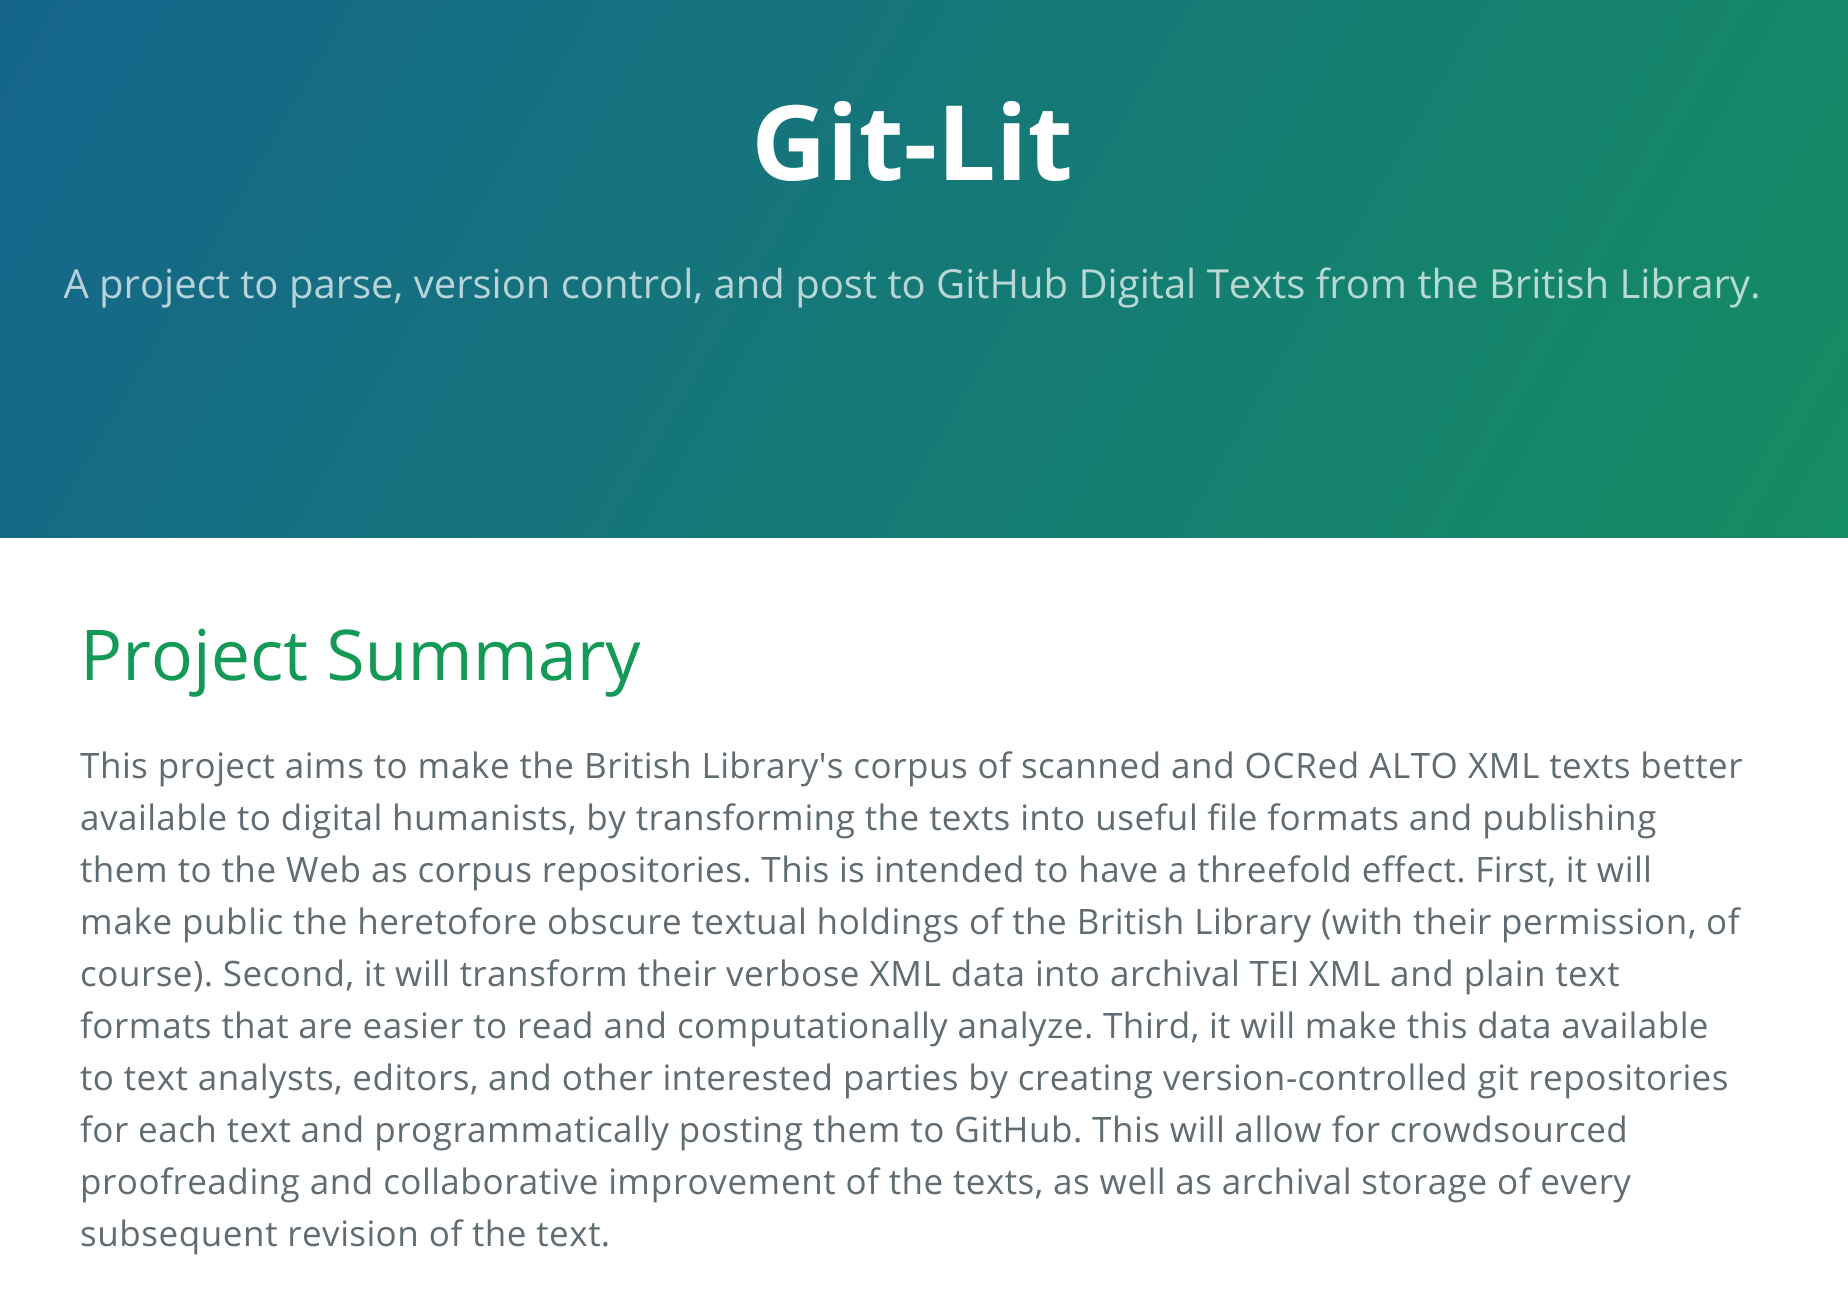 Git-Lit
A project to parse, version control, and post to GitHub Digital Texts from the British Library.
Project Summary
This project aims to make the British Library's corpus of scanned and OCRed ALTO XML texts better
available to digital humanists, by transforming the texts into useful file formats and publishing
them to the Web as corpus repositories. This is intended to have a threefold effect. First, it will
make public the heretofore obscure textual holdings of the British Library (with their permission, of
course). Second, it will transform their verbose XML data into archival TEI XML and plain text
formats that are easier to read and computationally analyze. Third, it will make this data available
to text analysts, editors, and other interested parties by creating version-controlled git repositories
for each text and programmatically posting them to GitHub. This will allow for crowdsourced
proofreading and collaborative improvement of the texts, as well as archival storage of every
subsequent revision of the text.